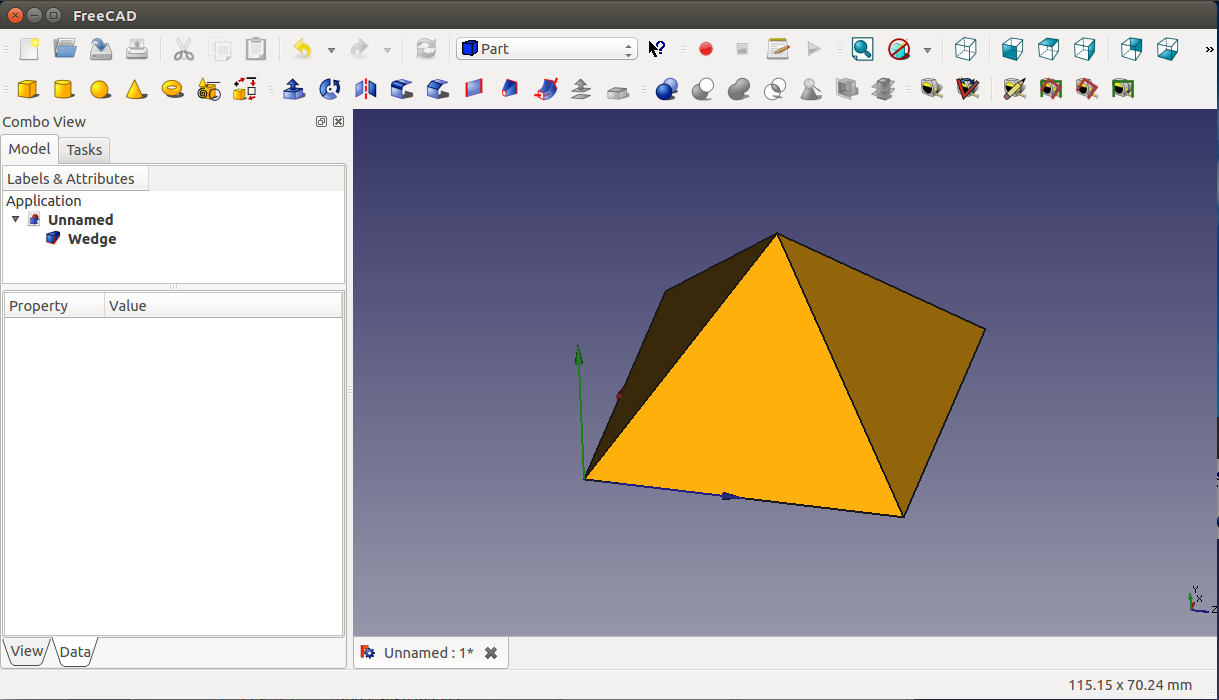 FreeCAD
Part
»
Combo View
Model Tasks
Labels & Attributes
Application
Unnamed
Wedge
Property Value
Y
X
Z
View Data
Unnamed : 1*
115.15 x 70.24 mm